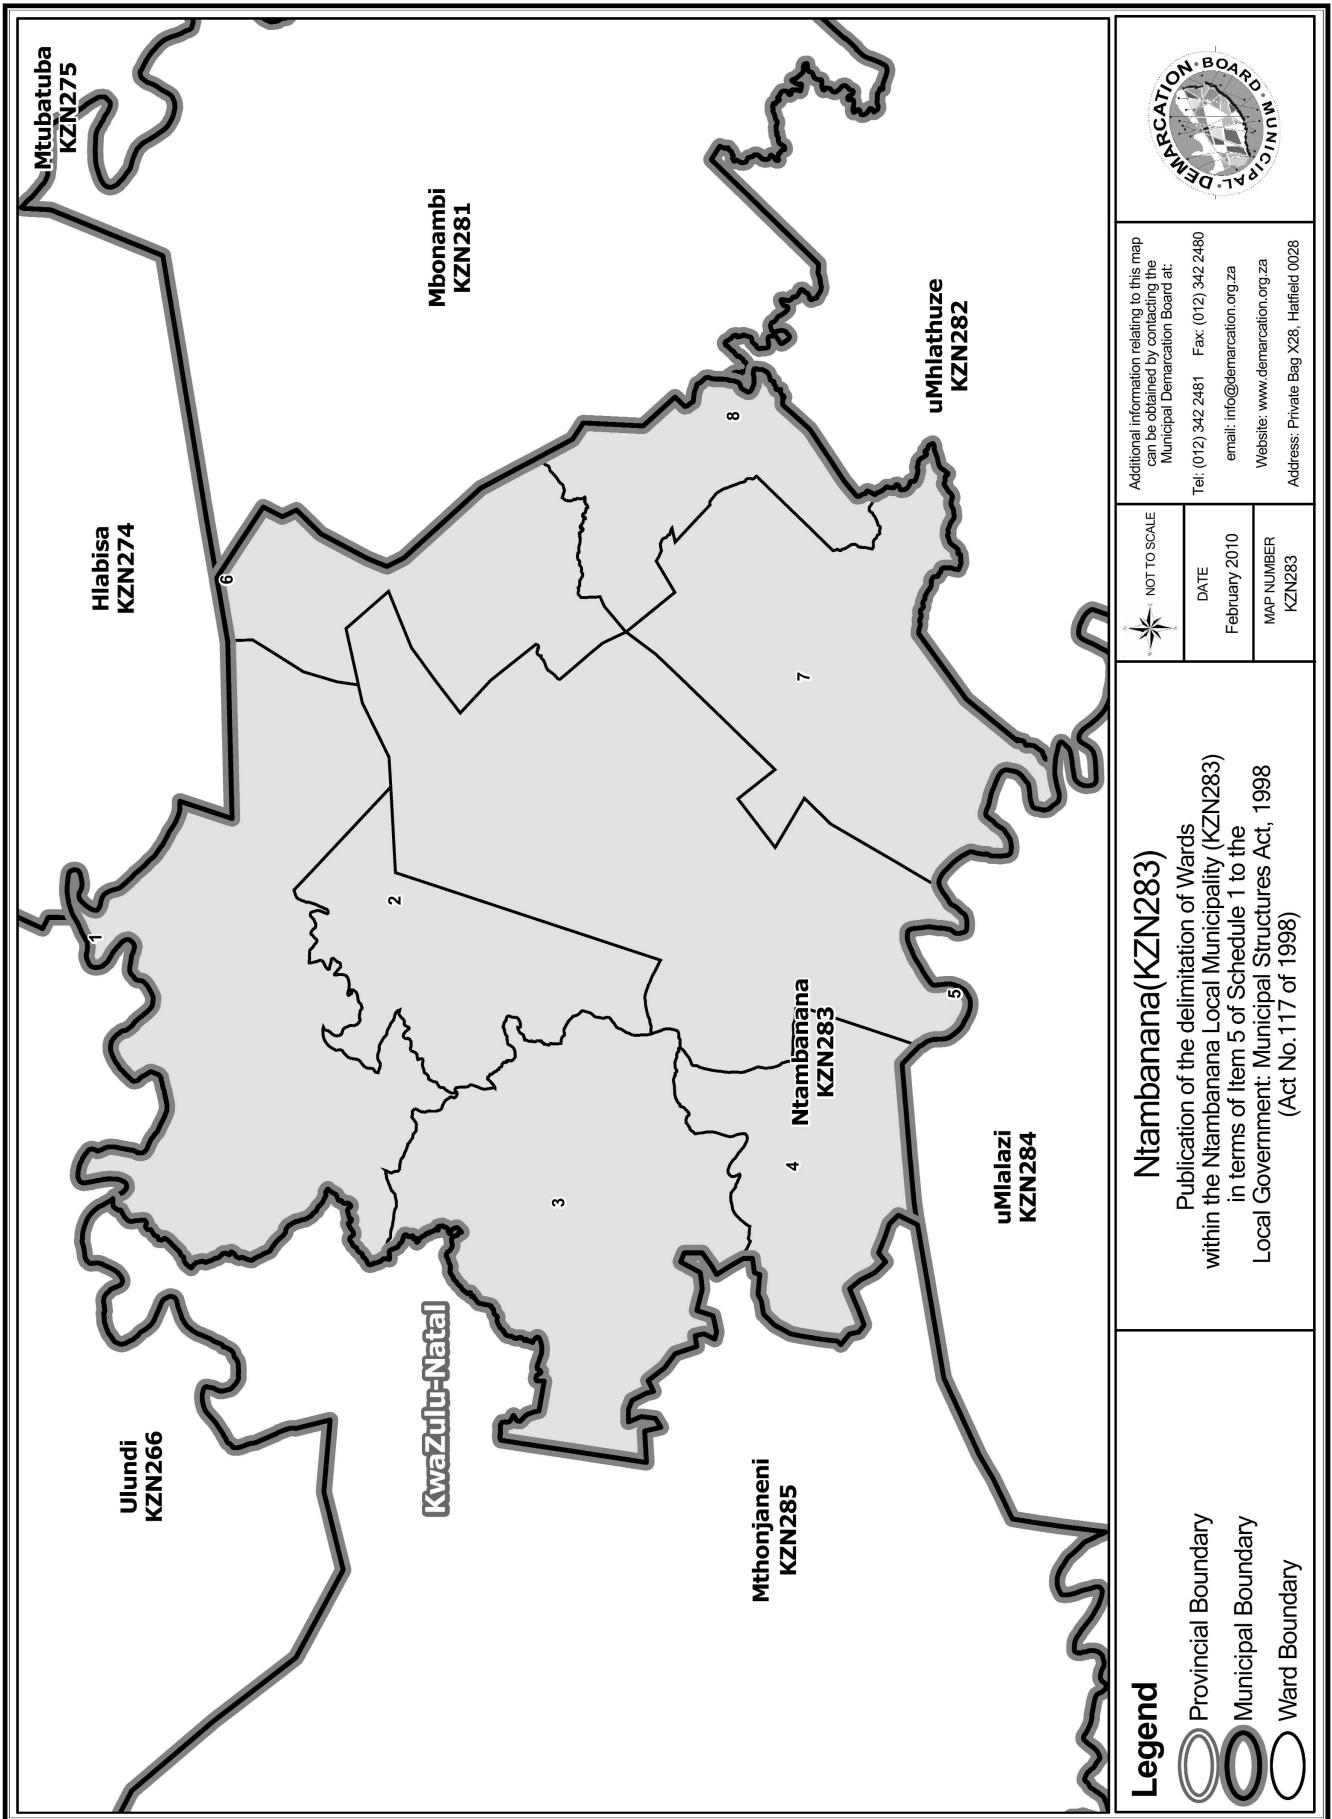 Mtubatuba
KZN275
Hlabisa
KZN274
Ulundi
KZN266
Mbonambi
KZN281
KwaZulu-Natal
uMhlathuze
KZN282
Ntambanana
KZN283
Mthonjaneni
KZN285
uMlalazi
KZN284
1
6
2
3
8
7
4
5
Legend
Provincial Boundary
Municipal Boundary
Ward Boundary
Ntambanana(KZN283)
Publication of the delimitation of Wards
within the Ntambanana Local Municipality (KZN283)
in terms of Item 5 of Schedule 1 to the
Local Government: Municipal Structures Act, 1998
(Act No.117 of 1998)
NOT TO SCALE
DATE
February 2010
MAP NUMBER
KZN283
Additional information relating to this map
can be obtained by contacting the
Municipal Demarcation Board at:
Tel: (012) 342 2481 Fax: (012) 342 2480
email: info@demarcation.org.za
Website: www.demarcation.org.za
Address: Private Bag X28, Hatfield 0028
MUNICIPAL • DEMARCATION • BOARD •